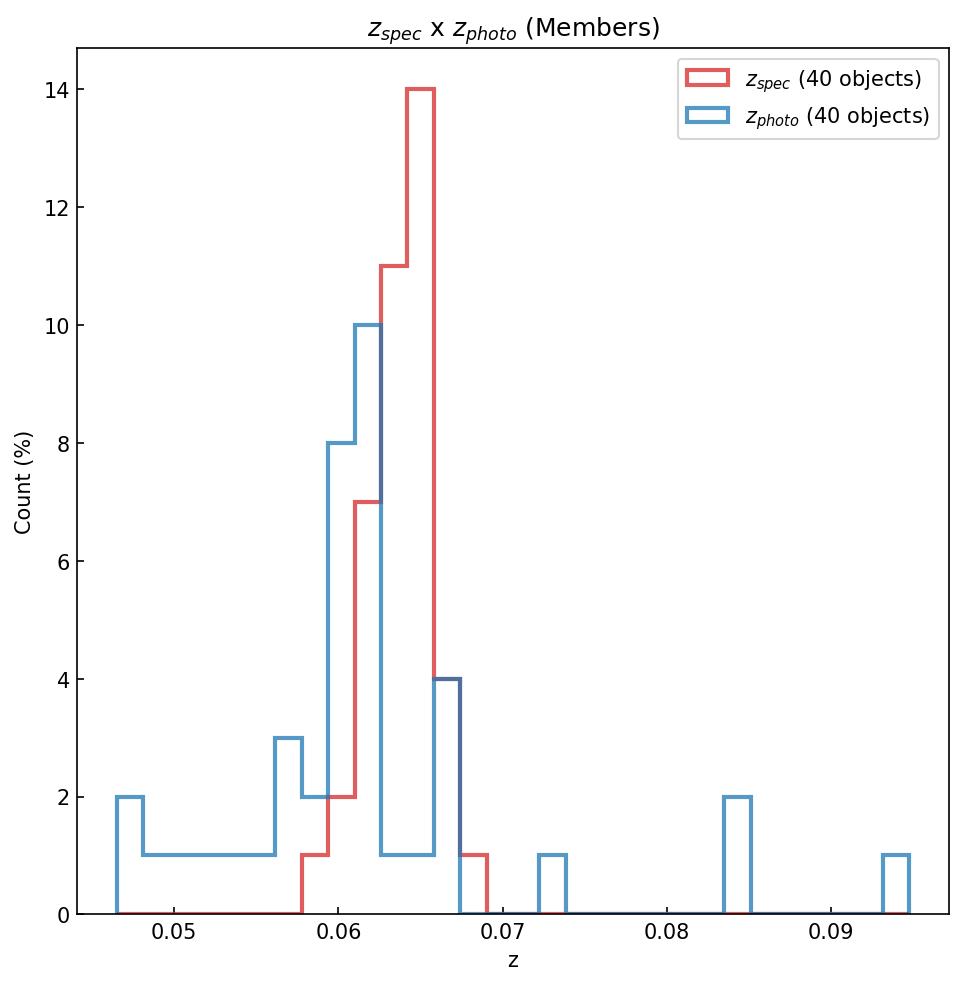 z_spec x z_photo (Members)
z_spec (40 objects)
z_photo (40 objects)
Count (%)
14
12
10
8
6
4
2
0
0.05 0.06 0.07 0.08 0.09
z